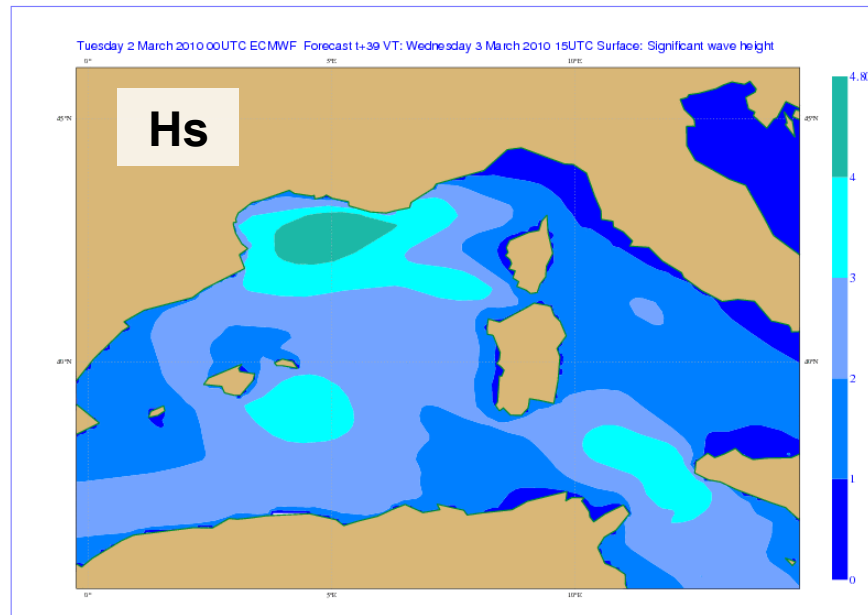 Tuesday 2 March 2010 00UTC ECMWF Forecast t+39 VT: Wednesday 3 March 2010 15UTC Surface: Significant wave height
0° 5°E 10°E
4.80
Hs
45°N 45°N
4
3
40°N 40°N
2
1
0
0° 5°E 10°E